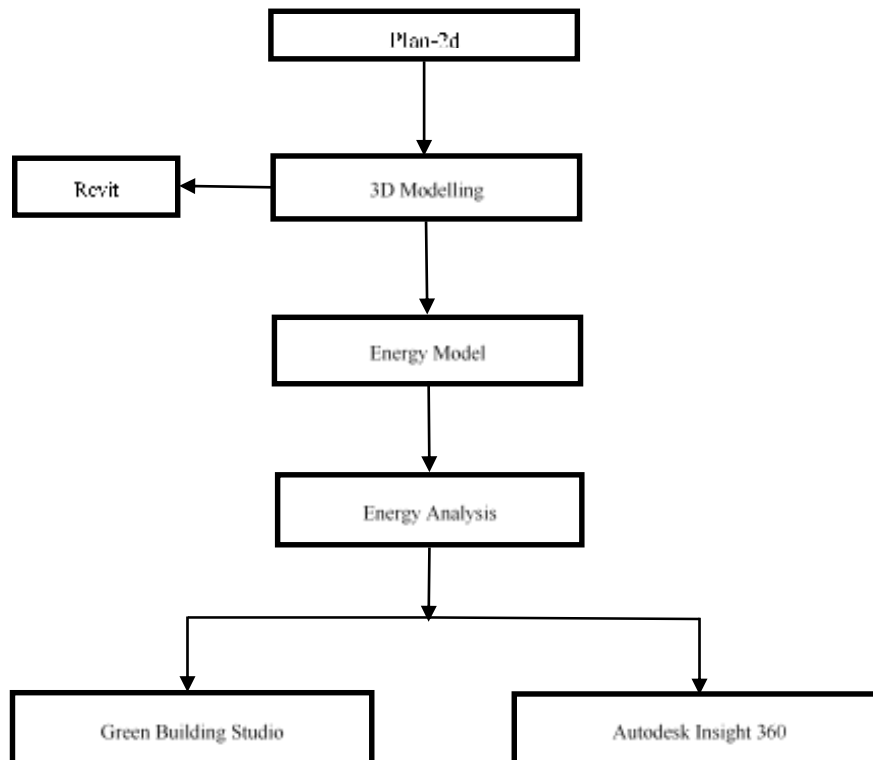 Plan-2d
Revit
3D Modelling
Energy Model
Energy Analysis
Green Building Studio
Autodesk Insight 360